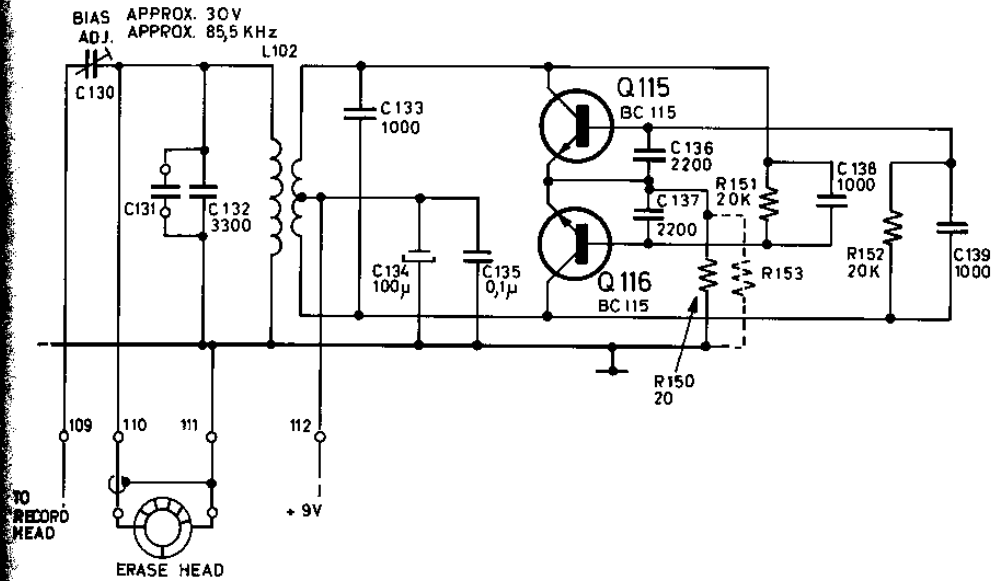 BIAS APPROX. 30V
ADJ. APPROX. 85,5 KHz
L102
C130
C133
1000
Q115
BC 115
C136
2200
C131
C132
3300
C137
2200
R151
20K
C138
1000
C134
100µ
C135
0,1µ
Q116
BC 115
R153
R152
20K
C139
1000
R150
20
109
110
111
112
TO
RECORD
HEAD
+ 9V
ERASE HEAD